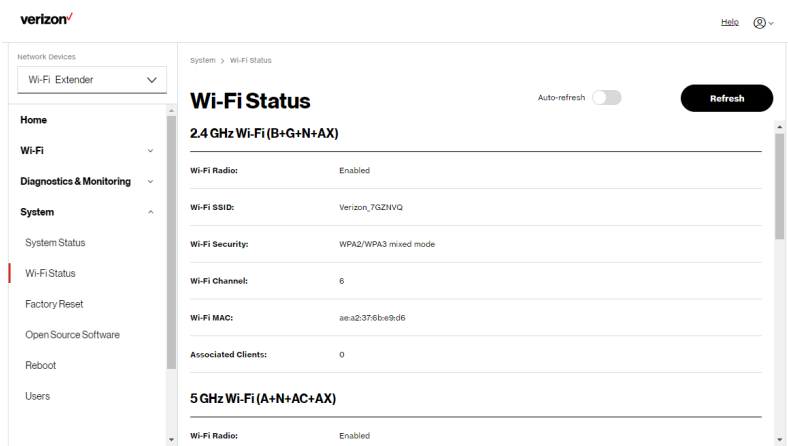 verizon
Help
Network Devices
Wi-Fi Extender
Home
Wi-Fi
Diagnostics & Monitoring
System
System Status
Wi-Fi Status
Factory Reset
Open Source Software
Reboot
Users
System > Wi-Fi Status
Wi-Fi Status
Auto-refresh
Refresh
2.4 GHz Wi-Fi (B+G+N+AX)
Wi-Fi Radio: Enabled
Wi-Fi SSID: Verizon_7GZNVQ
Wi-Fi Security: WPA2/WPA3 mixed mode
Wi-Fi Channel: 6
Wi-Fi MAC: ae:a2:37:6b:e9:d6
Associated Clients: 0
5 GHz Wi-Fi (A+N+AC+AX)
Wi-Fi Radio: Enabled